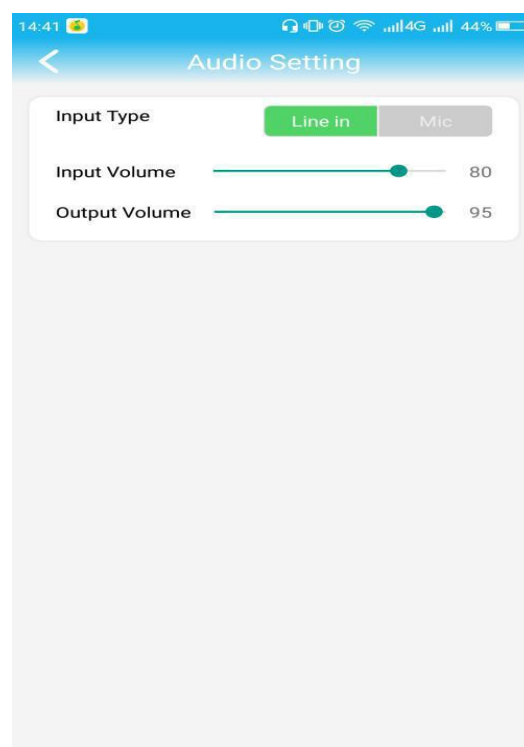 14:41 4G 44%
Audio Setting
Input Type Line in Mic
Input Volume 80
Output Volume 95